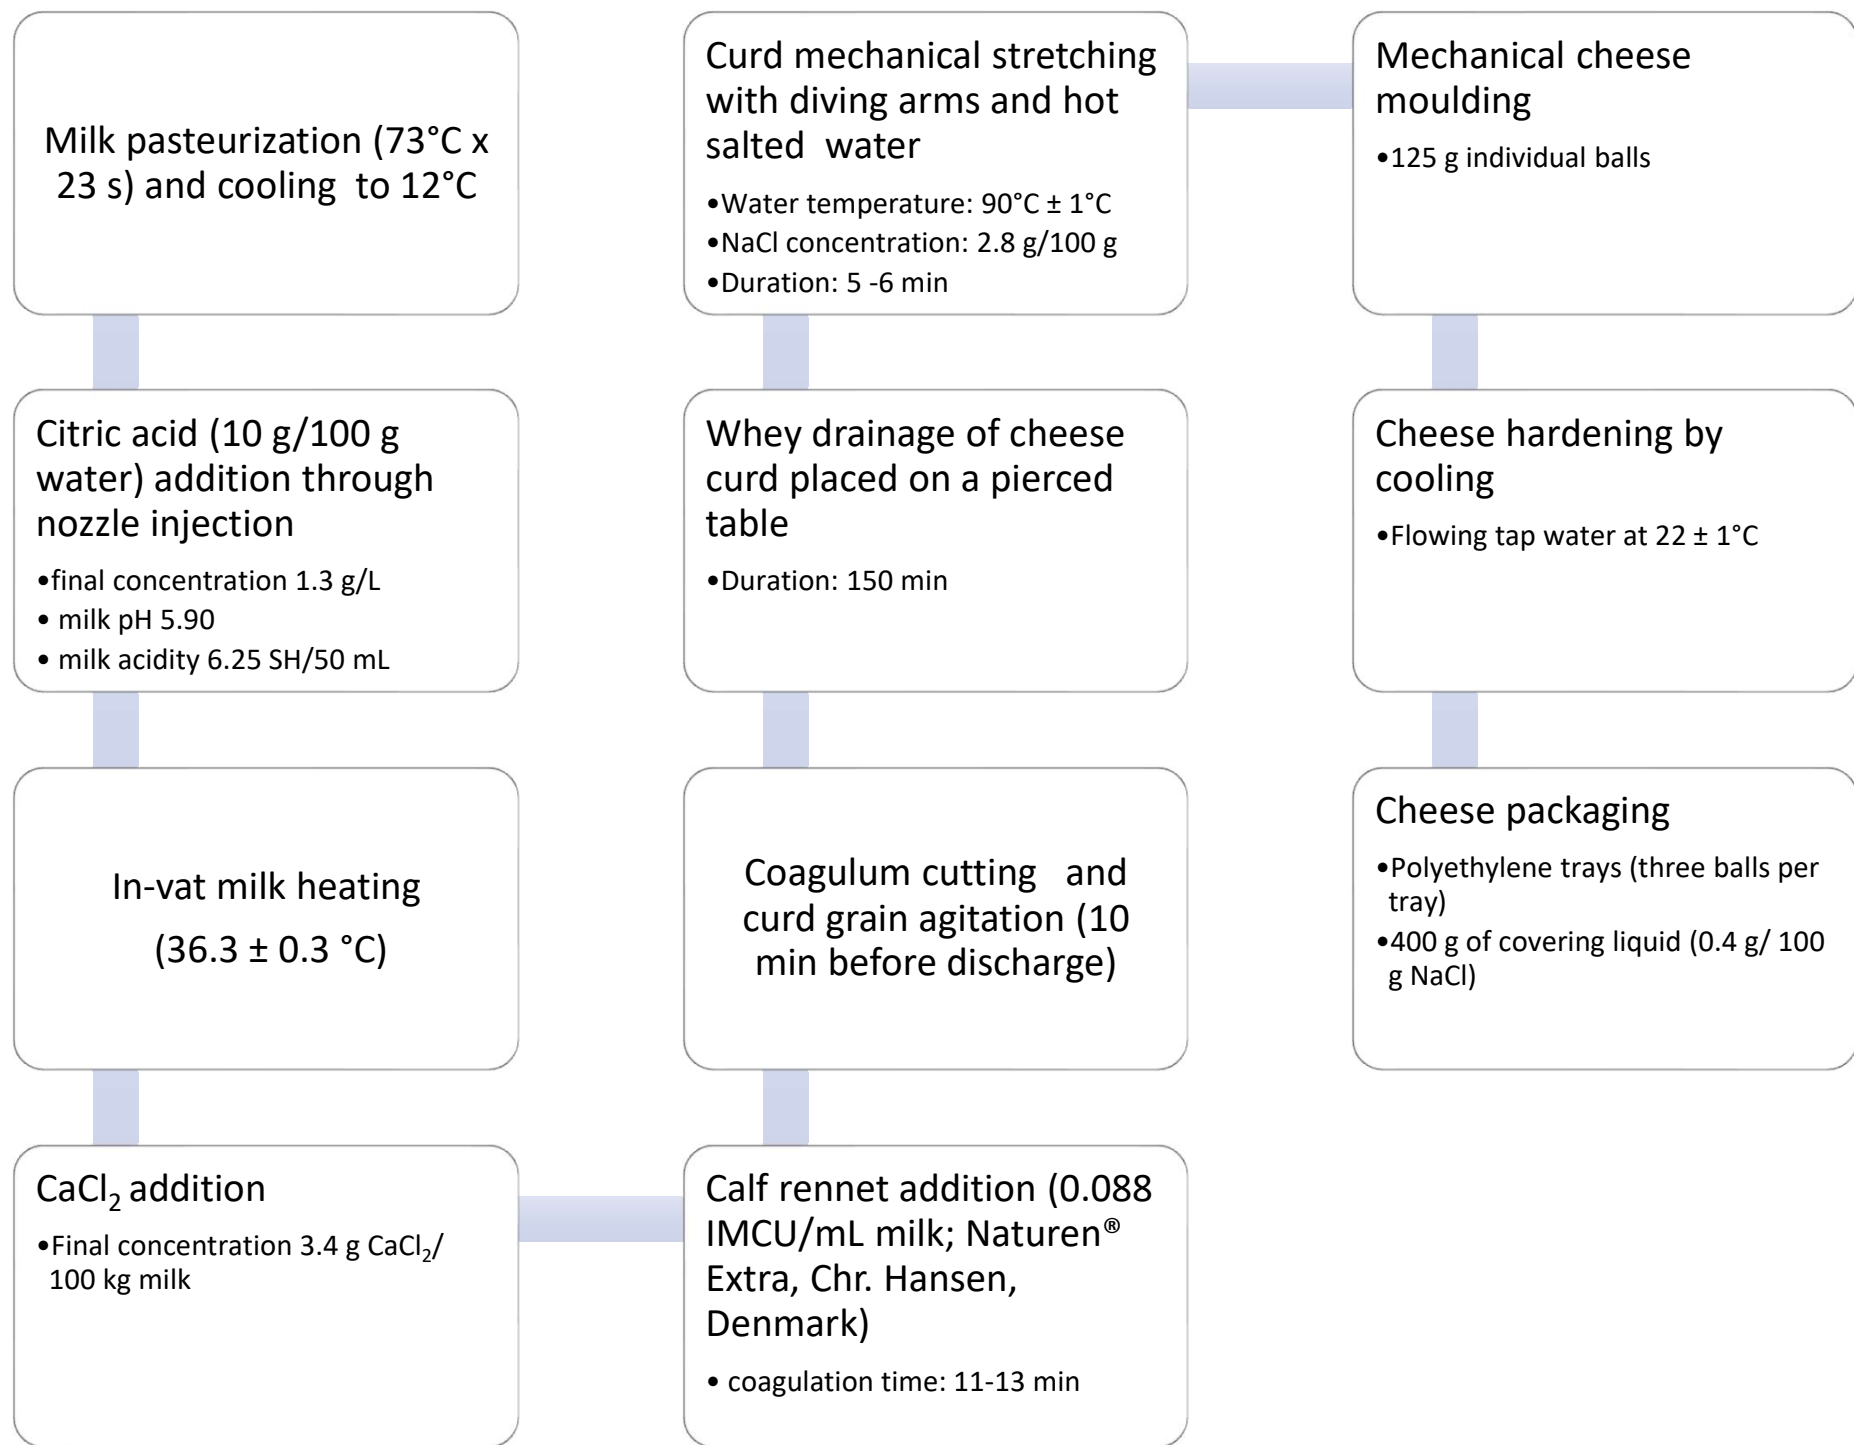 Milk pasteurization (73°C x
23 s) and cooling  to 12°C
Citric acid (10 g/100 g
water) addition through
nozzle injection
•final concentration 1.3 g/L
• milk pH 5.90
• milk acidity 6.25 SH/50 mL
In-vat milk heating
(36.3 ± 0.3 °C)
CaCl₂ addition
•Final concentration 3.4 g CaCl₂/
100 kg milk
Calf rennet addition (0.088
IMCU/mL milk; Naturen®
Extra, Chr. Hansen,
Denmark)
• coagulation time: 11-13 min
Coagulum cutting   and
curd grain agitation (10
min before discharge)
Whey drainage of cheese
curd placed on a pierced
table
•Duration: 150 min
Curd mechanical stretching
with diving arms and hot
salted  water
•Water temperature: 90°C ± 1°C
•NaCl concentration: 2.8 g/100 g
•Duration: 5 -6 min
Mechanical cheese
moulding
•125 g individual balls
Cheese hardening by
cooling
•Flowing tap water at 22 ± 1°C
Cheese packaging
•Polyethylene trays (three balls per
tray)
•400 g of covering liquid (0.4 g/ 100
g NaCl)